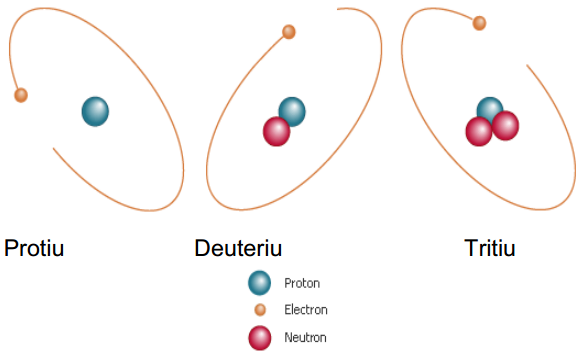 Protiu
Deuteriu
Tritiu
Proton
Electron
Neutron